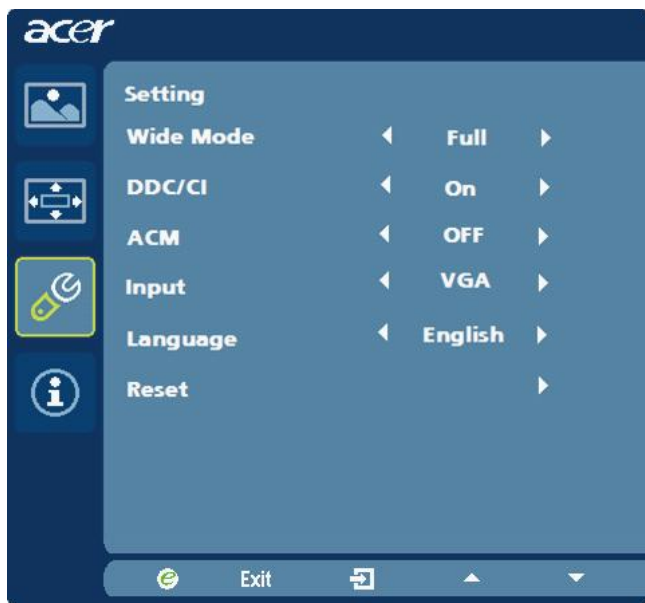 acer
Setting
Wide Mode Full
DDC/CI On
ACM OFF
Input VGA
Language English
Reset
e Exit